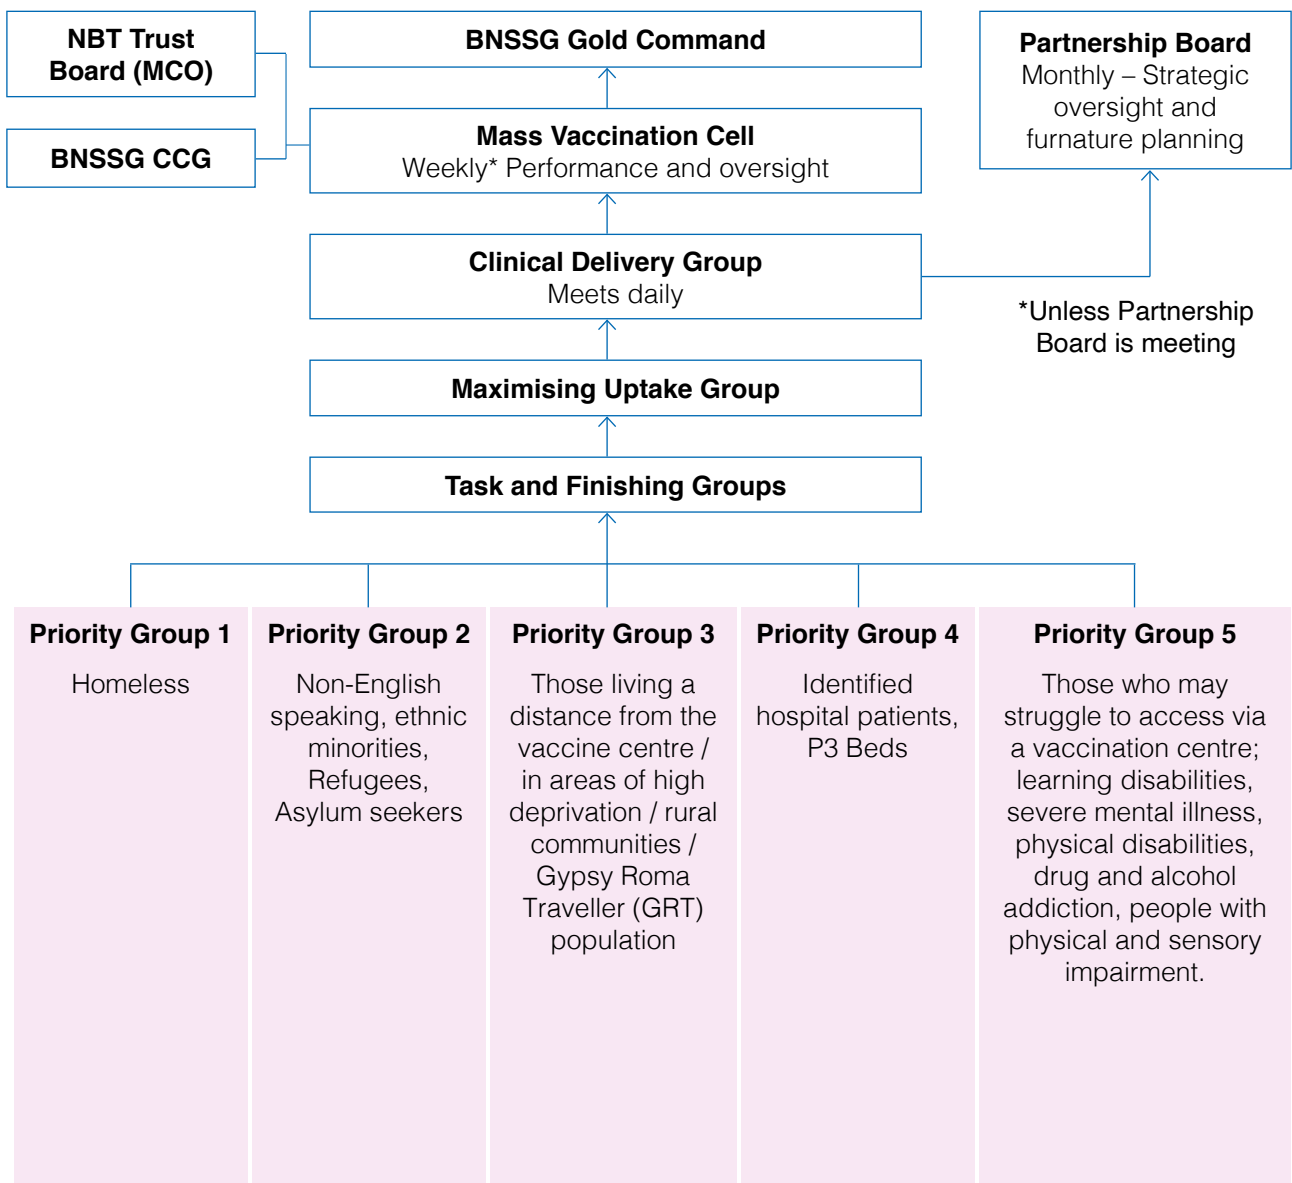 NBT Trust
Board (MCO)
BNSSG CCG
BNSSG Gold Command
Mass Vaccination Cell
Weekly* Performance and oversight
Clinical Delivery Group
Meets daily
Partnership Board
Monthly – Strategic
oversight and
furnature planning
*Unless Partnership
Board is meeting
Maximising Uptake Group
Task and Finishing Groups
Priority Group 1
Homeless
Priority Group 2
Non-English
speaking, ethnic
minorities,
Refugees,
Asylum seekers
Priority Group 3
Those living a
distance from the
vaccine centre /
in areas of high
deprivation / rural
communities /
Gypsy Roma
Traveller (GRT)
population
Priority Group 4
Identified
hospital patients,
P3 Beds
Priority Group 5
Those who may
struggle to access via
a vaccination centre;
learning disabilities,
severe mental illness,
physical disabilities,
drug and alcohol
addiction, people with
physical and sensory
impairment.